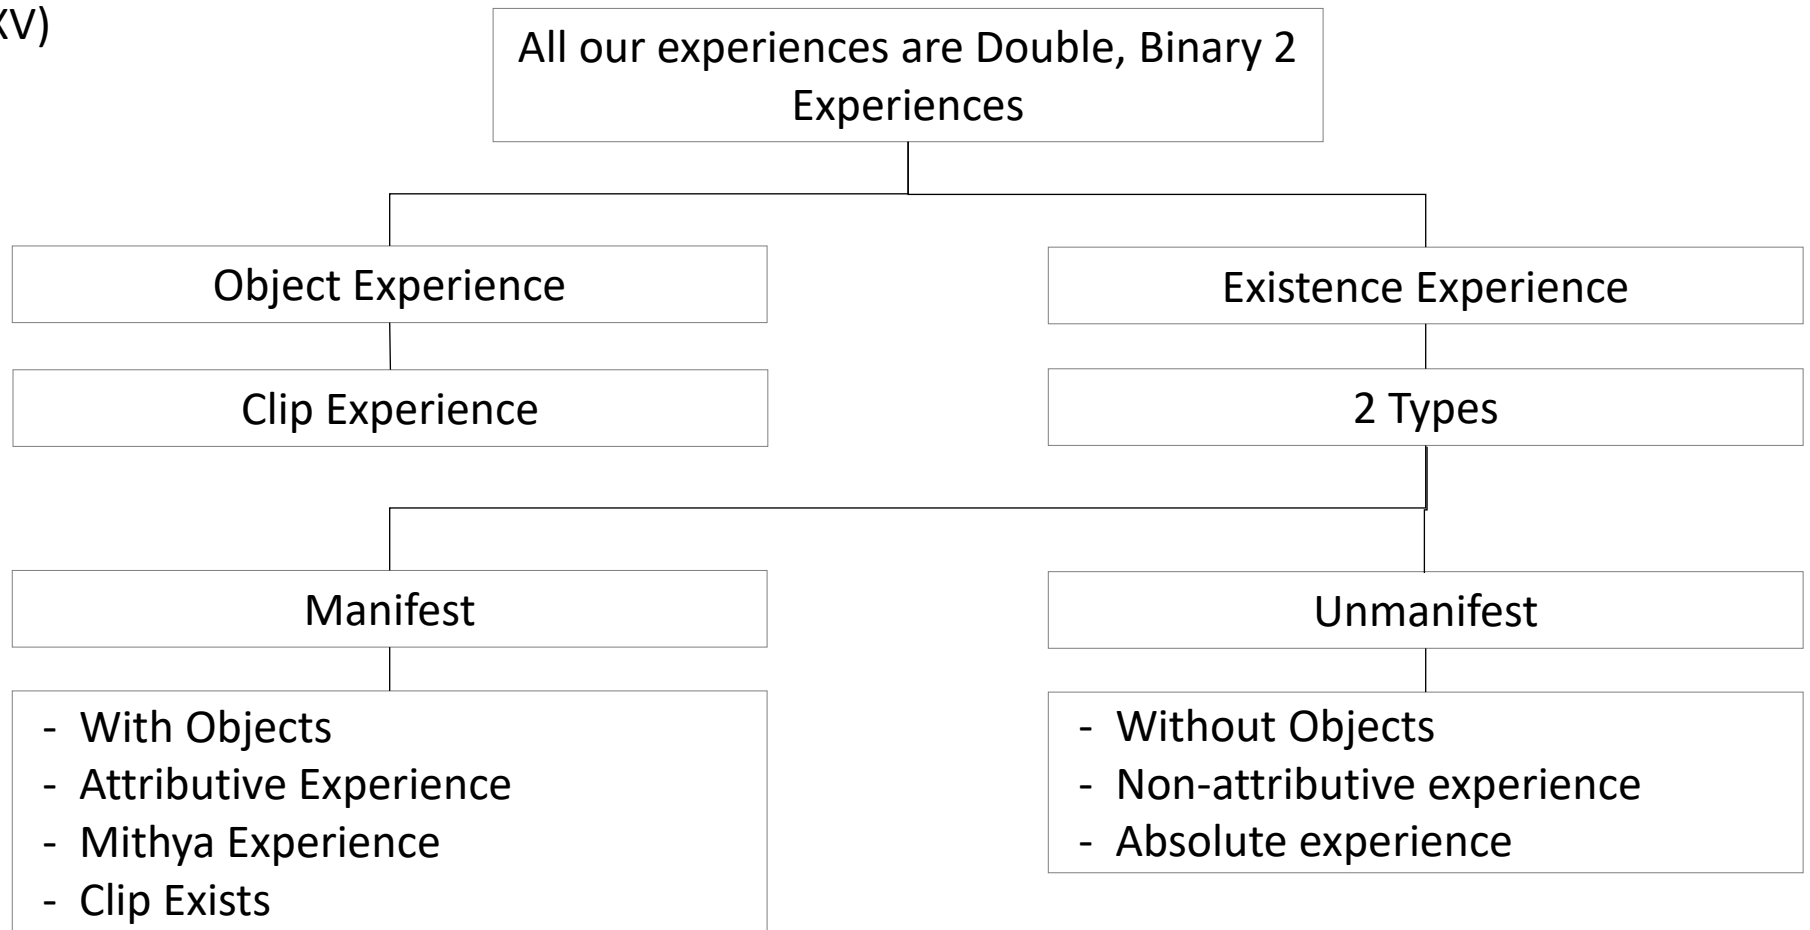 XV)
All our experiences are Double, Binary 2
Experiences
Object Experience
Existence Experience
Clip Experience
2 Types
Manifest
Unmanifest
- With Objects
- Attributive Experience
- Mithya Experience
- Clip Exists
- Without Objects
- Non-attributive experience
- Absolute experience